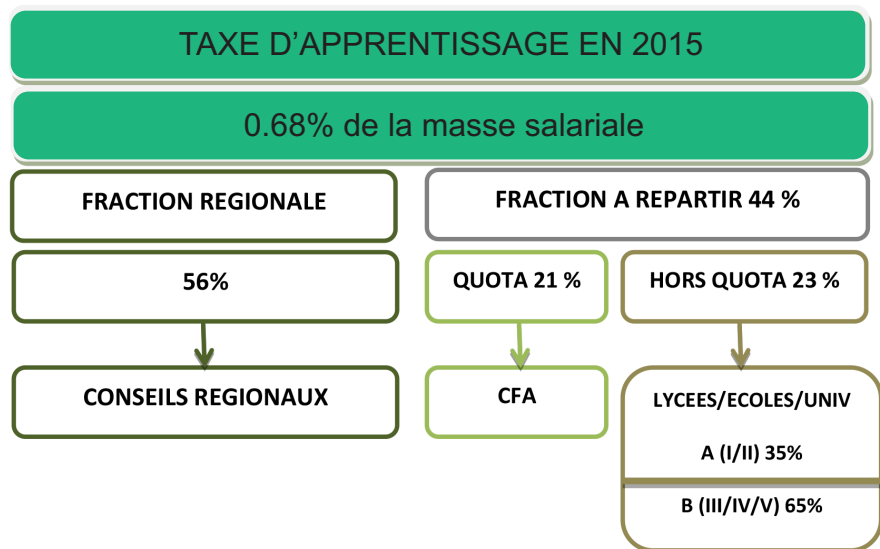 TAXE D’APPRENTISSAGE EN 2015
0.68% de la masse salariale
FRACTION REGIONALE
FRACTION A REPARTIR 44 %
56%
QUOTA 21 %
HORS QUOTA 23 %
CONSEILS REGIONAUX
CFA
LYCEES/ECOLES/UNIV
A (I/II) 35%
B (III/IV/V) 65%